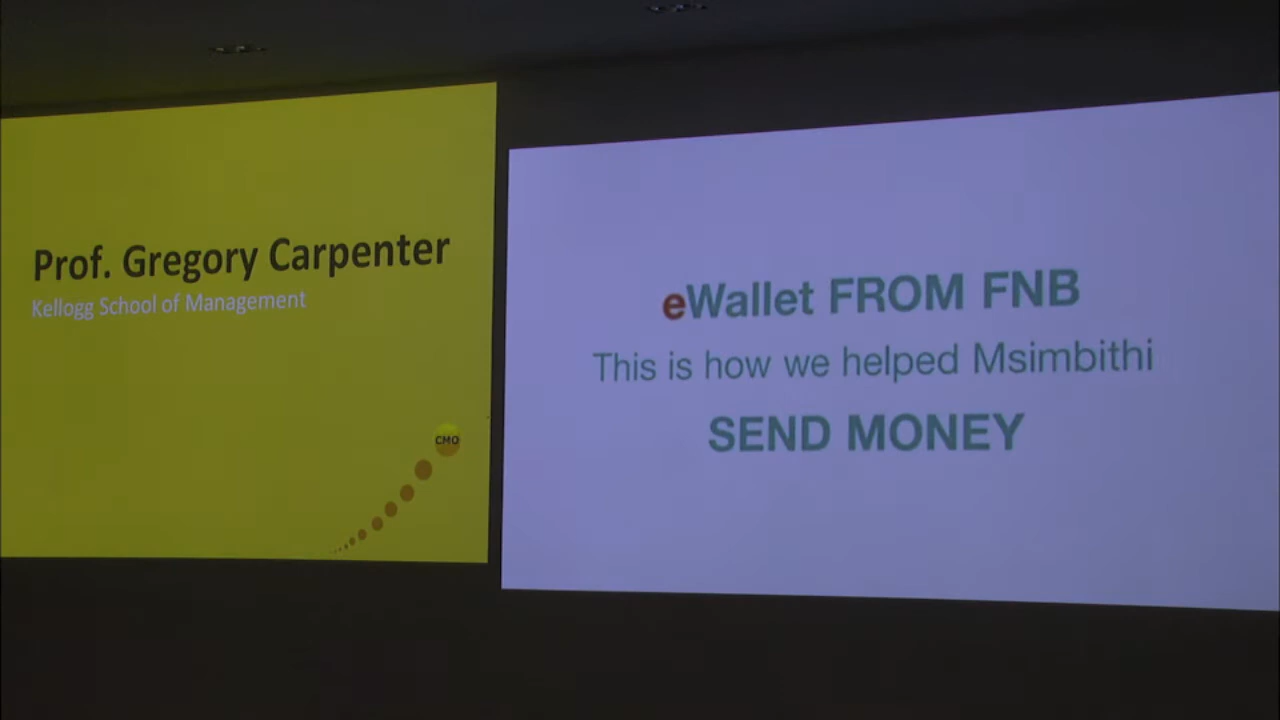 Prof. Gregory Carpenter
Kellogg School of Management
CMO
eWallet FROM FNB
This is how we helped Msimbithi
SEND MONEY